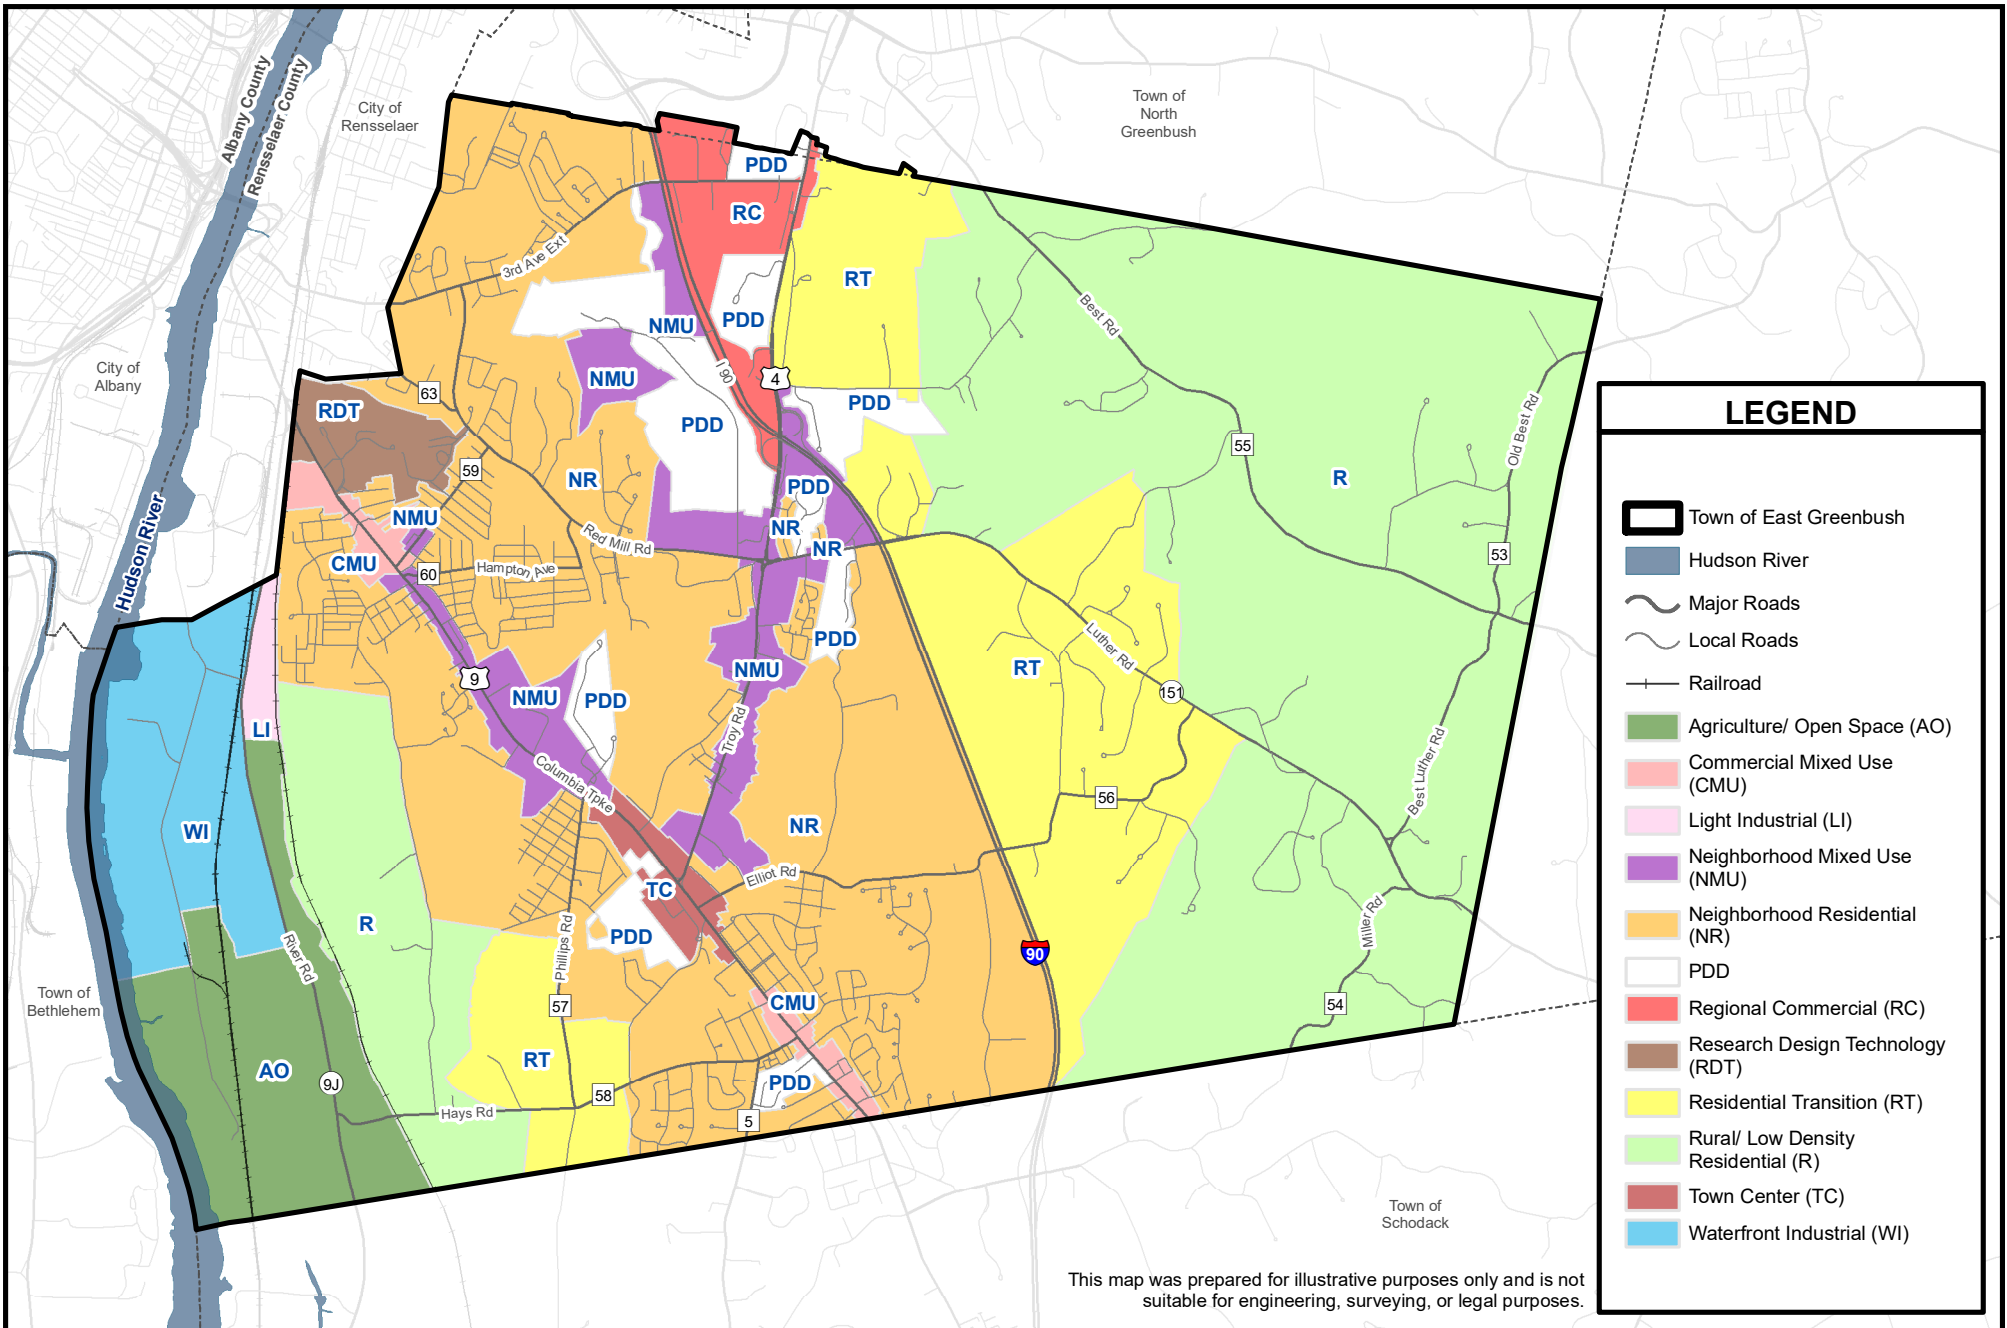 Albany County
Rensselaer County
City of
Rensselaer
Town of
North
Greenbush
PDD
RC
3rd Ave Ext
RT
Best Rd
NMU
PDD
I 90
City of
Albany
4
NMU
63
PDD
RDT
PDD
Old Best Rd
55
59
NR
R
PDD
Hudson River
NMU
NR
Red Mill Rd
NR
53
CMU
60
Hampton Ave
PDD
Luther Rd
RT
NMU
9
151
NMU
PDD
LI
Troy Rd
Best Luther Rd
Columbia Tpke
56
WI
NR
Elliot Rd
TC
R
Miller Rd
PDD
Phillips Rd
River Rd
90
Town of
Bethlehem
CMU
57
54
RT
AO
9J
PDD
58
Hays Rd
5
Town of
Schodack
This map was prepared for illustrative purposes only and is not
suitable for engineering, surveying, or legal purposes.
LEGEND
Town of East Greenbush
Hudson River
Major Roads
Local Roads
Railroad
Agriculture/ Open Space (AO)
Commercial Mixed Use
(CMU)
Light Industrial (LI)
Neighborhood Mixed Use
(NMU)
Neighborhood Residential
(NR)
PDD
Regional Commercial (RC)
Research Design Technology
(RDT)
Residential Transition (RT)
Rural/ Low Density
Residential (R)
Town Center (TC)
Waterfront Industrial (WI)